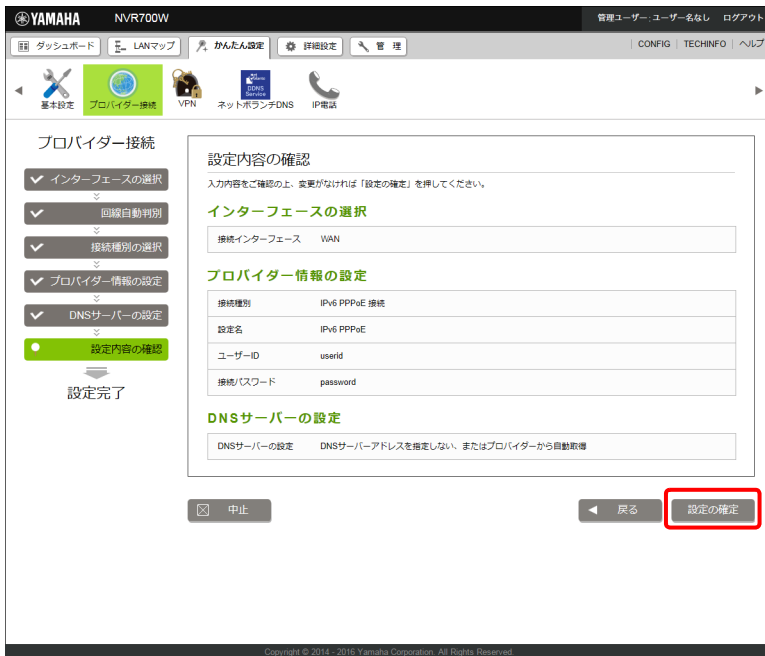 YAMAHA NVR700W 管理ユーザー:ユーザー名なし ログアウト
ダッシュボード LANマップ かんたん設定 詳細設定 管 理 CONFIG | TECHINFO | ヘルプ
基本設定 プロバイダー接続 VPN DDNS Service ネットボランチDNS IP電話
プロバイダー接続
インターフェースの選択
回線自動判別
接続種別の選択
プロバイダー情報の設定
DNSサーバーの設定
設定内容の確認
設定完了
設定内容の確認
入力内容をご確認の上、変更がなければ「設定の確定」を押してください。
インターフェースの選択
接続インターフェース WAN
プロバイダー情報の設定
接続種別 IPv6 PPPoE 接続
設定名 IPv6 PPPoE
ユーザーID userid
接続パスワード password
DNSサーバーの設定
DNSサーバーの設定 DNSサーバーアドレスを指定しない、またはプロバイダーから自動取得
中止 戻る 設定の確定
Copyright © 2014 - 2016 Yamaha Corporation. All Rights Reserved.